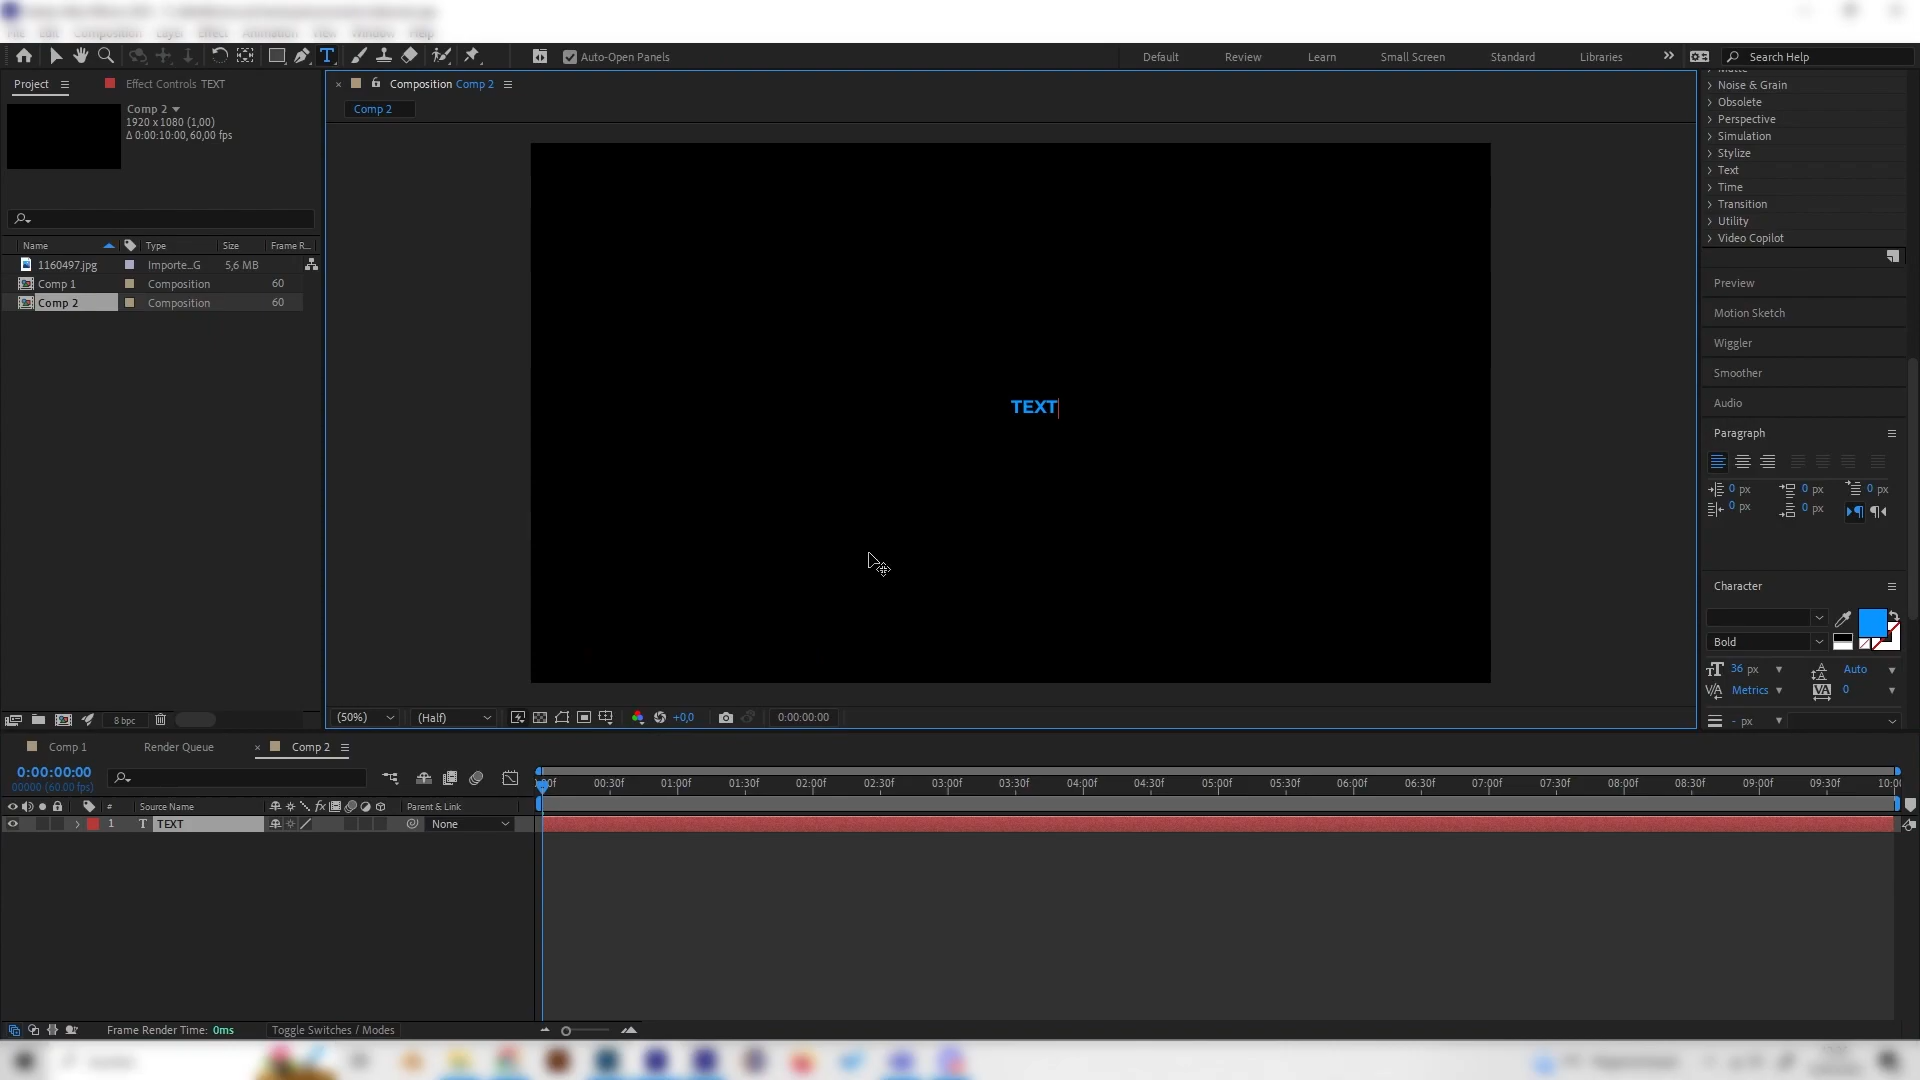 Auto-Open Panels
Default
Review
Learn
Small Screen
Standard
Libraries
Search Help
Project
Effect Controls TEXT
Comp 2
1920 x 1080 (1,00)
Δ 0:00:10:00, 60,00 fps
Name
Type
Size
Frame R...
1160497.jpg
Importe...G
5,6 MB
Comp 1
Composition
60
Comp 2
Composition
60
8 bpc
Composition Comp 2
Comp 2
TEXT
(50%)
(Half)
+0,0
0:00:00:00
Noise & Grain
Obsolete
Perspective
Simulation
Stylize
Text
Time
Transition
Utility
Video Copilot
Preview
Motion Sketch
Wiggler
Smoother
Audio
Paragraph
0 px
0 px
0 px
0 px
0 px
Character
Bold
36 px
Auto
Metrics
0
- px
Comp 1
Render Queue
Comp 2
0:00:00:00
00000 (60.00 fps)
00:30f
01:00f
01:30f
02:00f
02:30f
03:00f
03:30f
04:00f
04:30f
05:00f
05:30f
06:00f
06:30f
07:00f
07:30f
08:00f
08:30f
09:00f
09:30f
# Source Name
fx
Parent & Link
1 T TEXT
None
Frame Render Time: 0ms
Toggle Switches / Modes